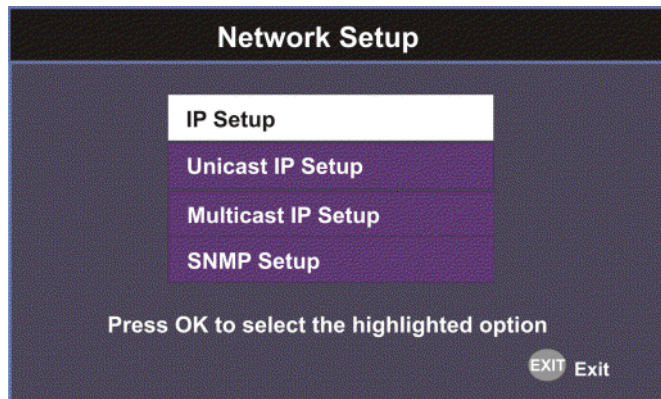 Network Setup
IP Setup
Unicast IP Setup
Multicast IP Setup
SNMP Setup
Press OK to select the highlighted option
EXIT Exit